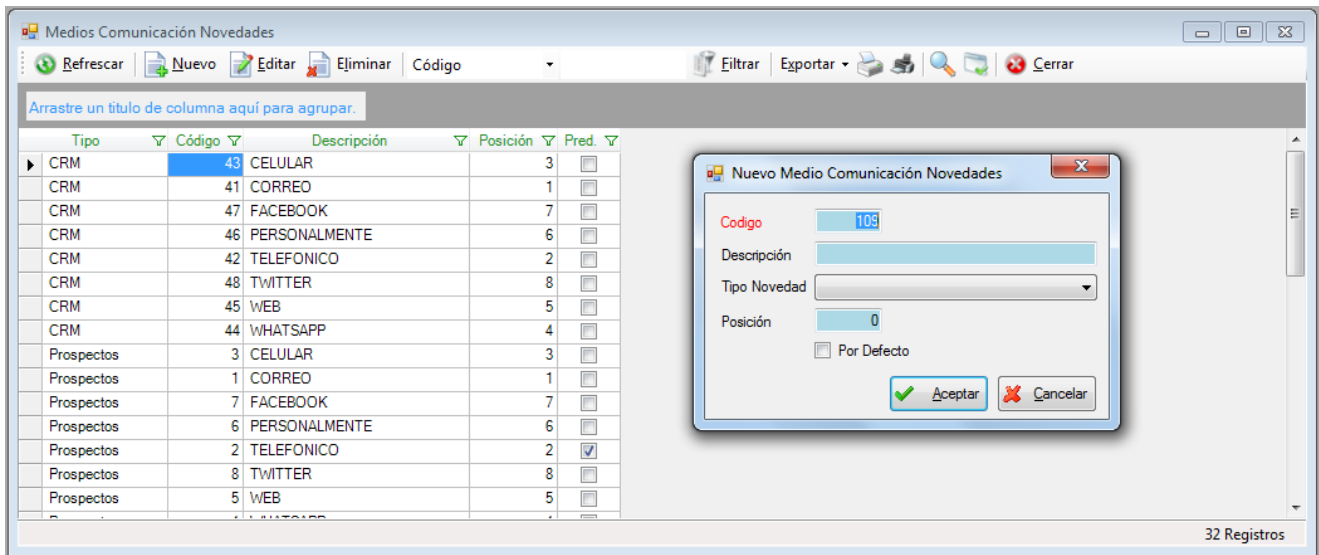 Medios Comunicación Novedades
Refrescar Nuevo Editar Eliminar Código Filtrar Exportar Cerrar
Arrastre un titulo de columna aquí para agrupar.
Tipo Código Descripción Posición Pred.
CRM 43 CELULAR 3
CRM 41 CORREO 1
CRM 47 FACEBOOK 7
CRM 46 PERSONALMENTE 6
CRM 42 TELEFONICO 2
CRM 48 TWITTER 8
CRM 45 WEB 5
CRM 44 WHATSAPP 4
Prospectos 3 CELULAR 3
Prospectos 1 CORREO 1
Prospectos 7 FACEBOOK 7
Prospectos 6 PERSONALMENTE 6
Prospectos 2 TELEFONICO 2
Prospectos 8 TWITTER 8
Prospectos 5 WEB 5
Nuevo Medio Comunicación Novedades
Codigo 109
Descripción
Tipo Novedad
Posición 0
Por Defecto
Aceptar Cancelar
32 Registros